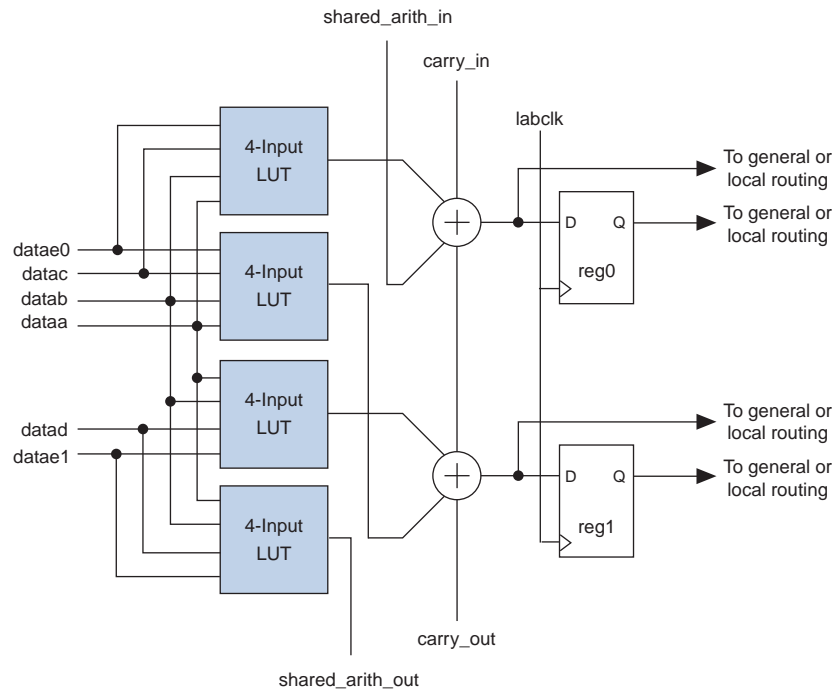 shared_arith_in
carry_in
labclk
4-Input
LUT
To general or
local routing
D Q
reg0
To general or
local routing
datae0
datac
datab
dataa
4-Input
LUT
4-Input
LUT
To general or
local routing
datad
datae1
D Q
reg1
To general or
local routing
4-Input
LUT
carry_out
shared_arith_out